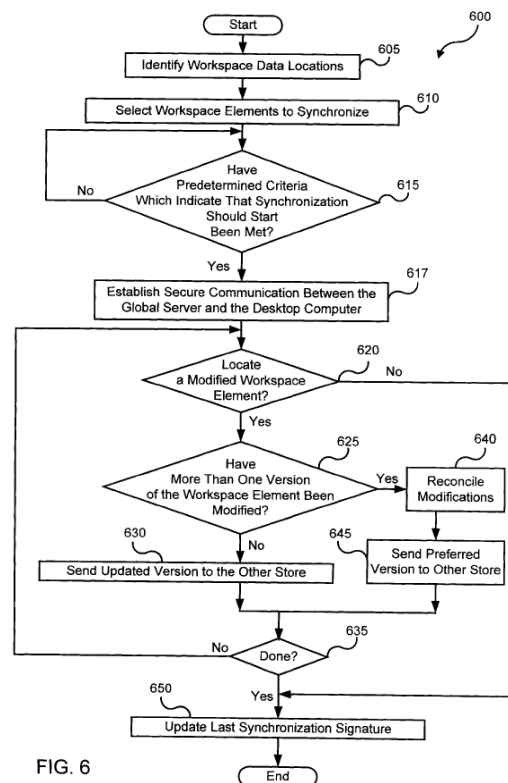 Start
600
Identify Workspace Data Locations
605
Select Workspace Elements to Synchronize
610
Have
Predetermined Criteria
Which Indicate That Synchronization
Should Start
Been Met?
615
No
Yes
617
Establish Secure Communication Between the
Global Server and the Desktop Computer
620
Locate
a Modified Workspace
Element?
No
Yes
625
Have
More Than One Version
of the Workspace Element Been
Modified?
Yes
640
Reconcile
Modifications
No
630
Send Updated Version to the Other Store
645
Send Preferred
Version to Other Store
635
No
Done?
Yes
650
Update Last Synchronization Signature
FIG. 6
End